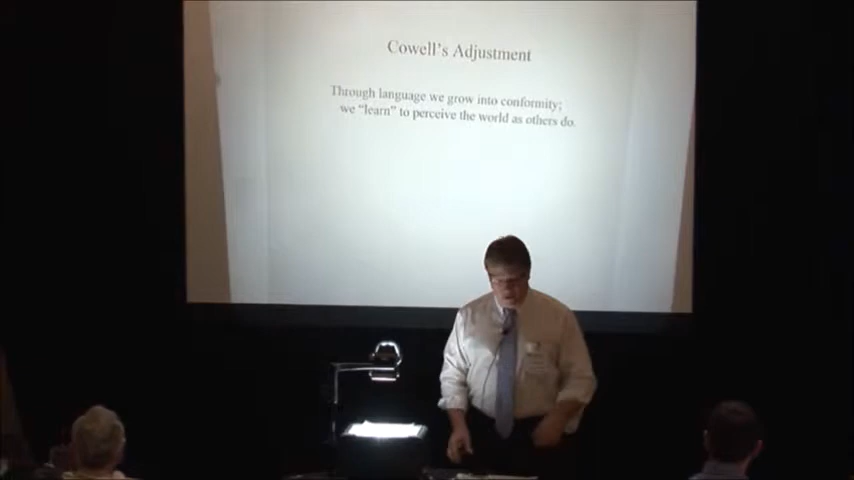 Cowell's Adjustment
Through language we grow into conformity;
we "learn" to perceive the world as others do.